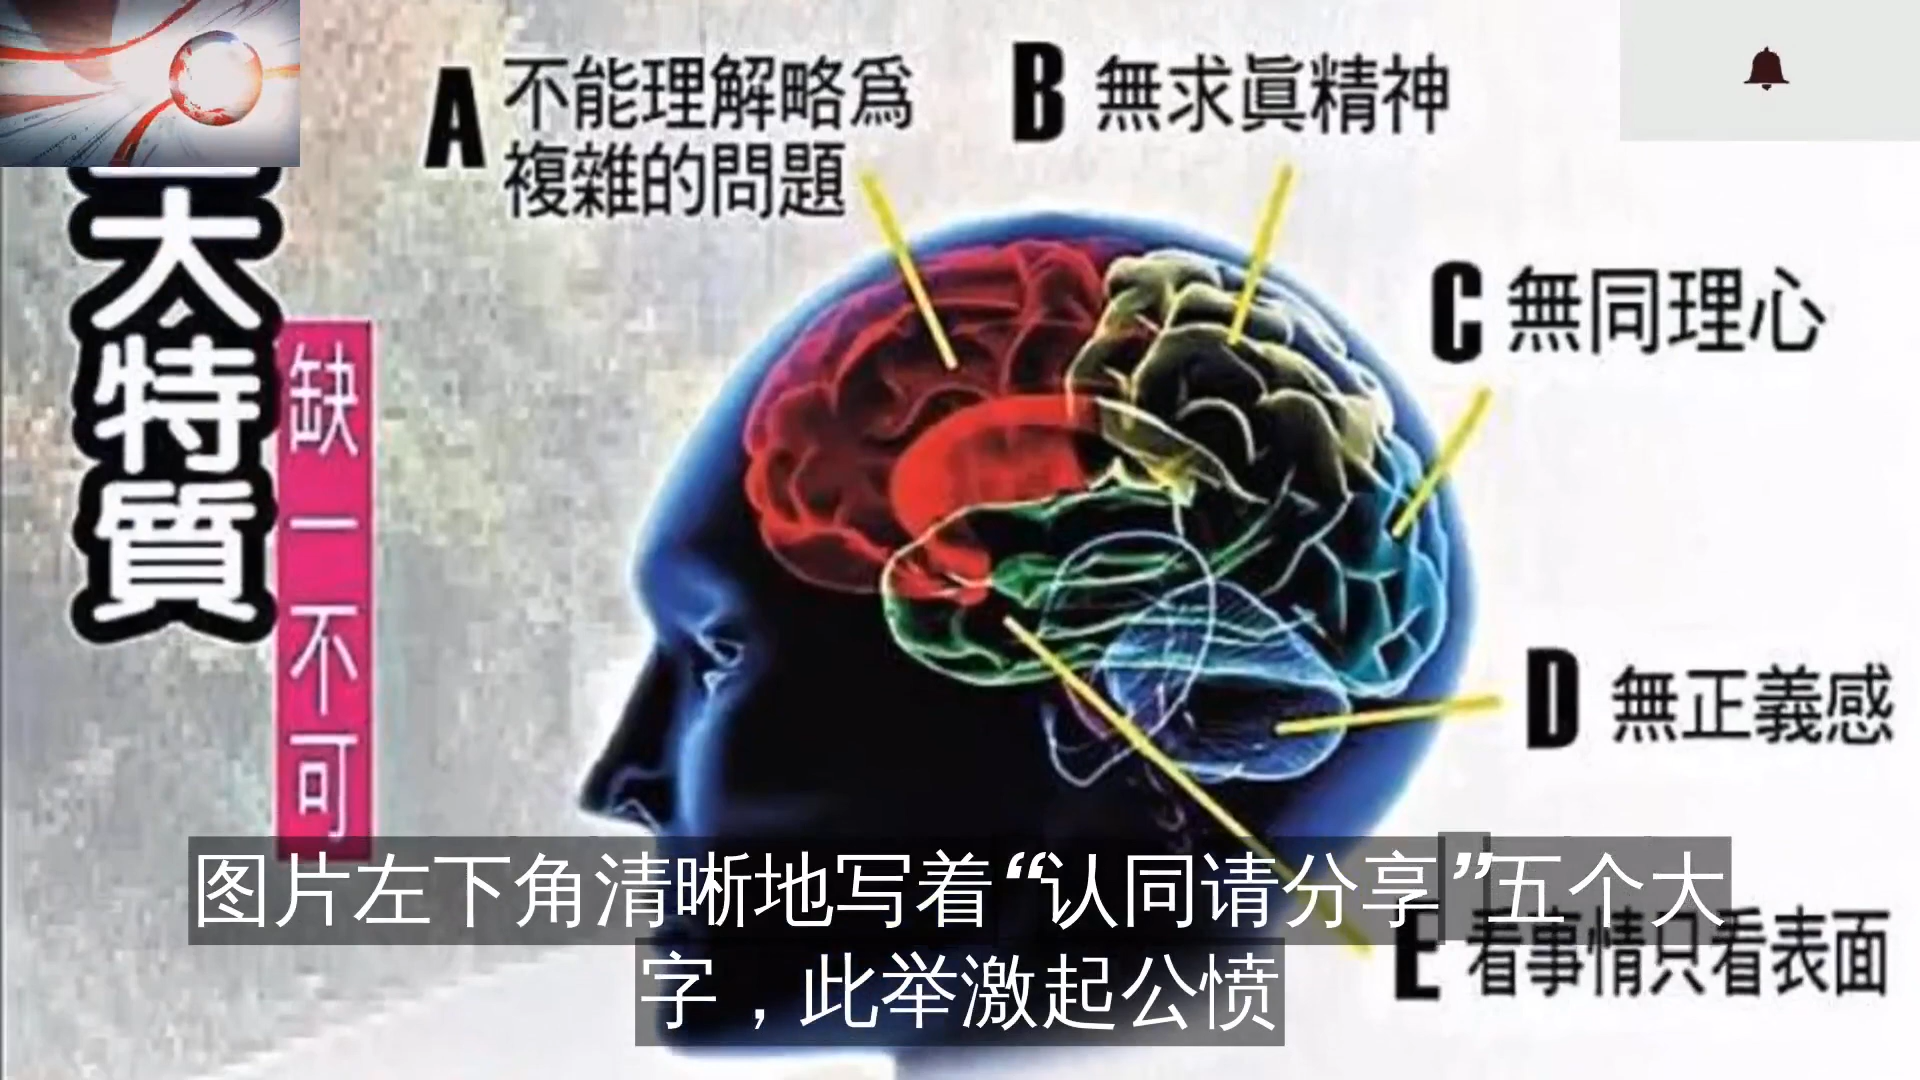 A 不能理解略爲
複雜的問題
B 無求眞精神
C 無同理心
大特質
缺一不可
D 無正義感
E 看事情只看表面
图片左下角清晰地写着“认同请分享”五个大
字，此举激起公愤